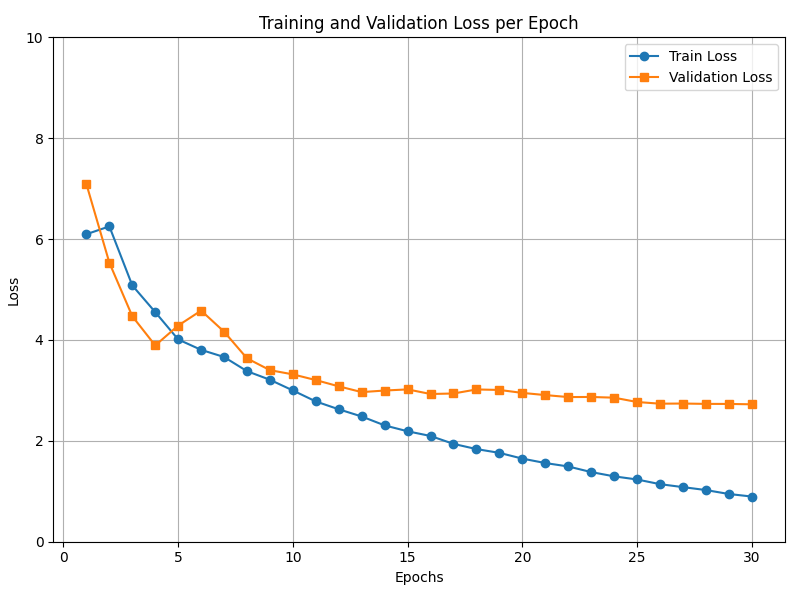 Training and Validation Loss per Epoch
Train Loss
Validation Loss
Loss
10
8
6
4
2
0
0 5 10 15 20 25 30
Epochs